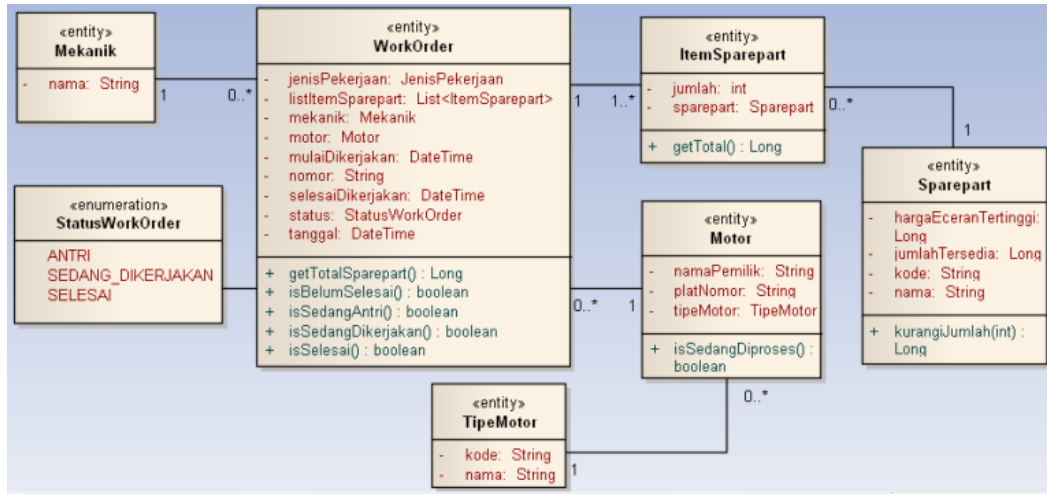 «entity»
Mekanik
- nama: String
1
0..*
«entity»
WorkOrder
- jenisPekerjaan: JenisPekerjaan
- listItemSparepart: List<ItemSparepart>
- mekanik: Mekanik
- motor: Motor
- mulaiDikerjakan: DateTime
- nomor: String
- selesaiDikerjakan: DateTime
- status: StatusWorkOrder
- tanggal: DateTime
+ getTotalSparepart() : Long
+ isBelumSelesai() : boolean
+ isSedangAntri() : boolean
+ isSedangDikerjakan() : boolean
+ isSelesai() : boolean
1
1..*
«entity»
ItemSparepart
- jumlah: int
- sparepart: Sparepart
+ getTotal() : Long
0..*
1
«entity»
Sparepart
- hargaEceranTertinggi:
Long
- jumlahTersedia: Long
- kode: String
- nama: String
+ kurangiJumlah(int) :
Long
«enumeration»
StatusWorkOrder
ANTRI
SEDANG_DIKERJAKAN
SELESAI
0..*
1
«entity»
Motor
- namaPemilik: String
- platNomor: String
- tipeMotor: TipeMotor
+ isSedangDiproses() :
boolean
0..*
«entity»
TipeMotor
- kode: String
- nama: String
1